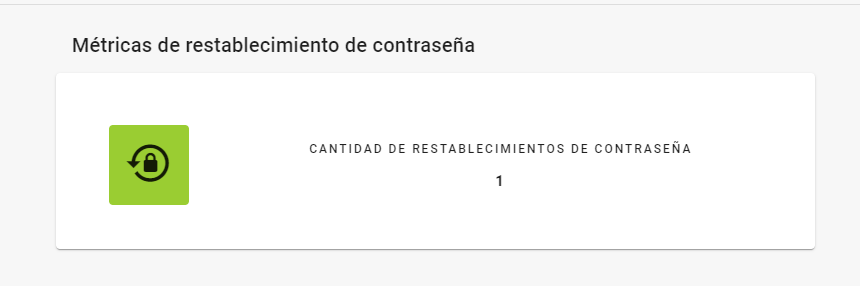 Métricas de restablecimiento de contraseña
CANTIDAD DE RESTABLECIMIENTOS DE CONTRASEÑA
1